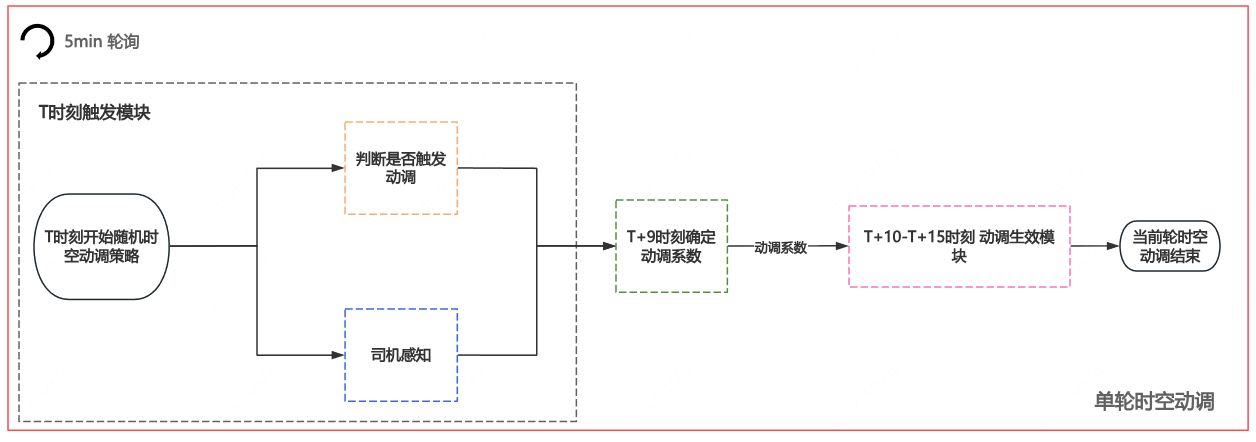 5min 轮询
T时刻触发模块
判断是否触发
动调
T时刻开始随机时
空动调策略
司机感知
T+9时刻确定
动调系数
动调系数
T+10-T+15时刻 动调生效模
块
当前轮时空
动调结束
单轮时空动调